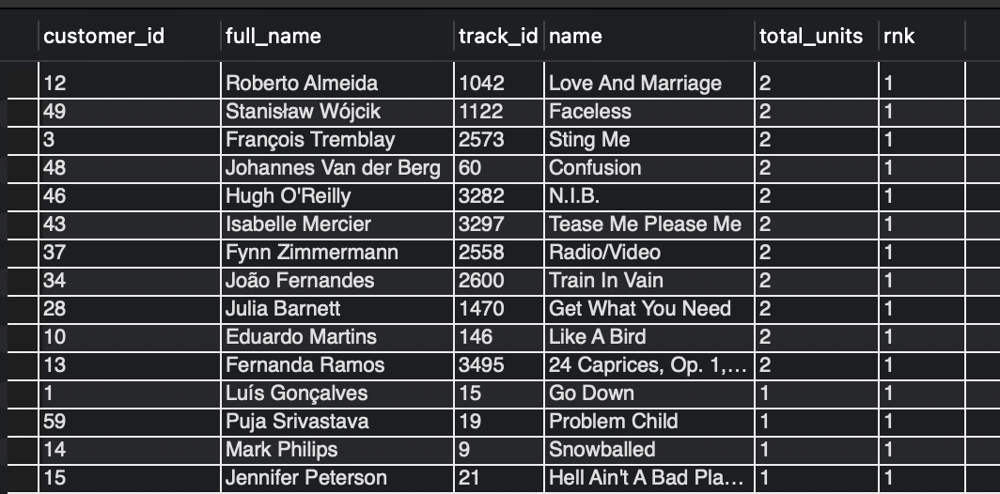 customer_id full_name track_id name total_units rnk
12 Roberto Almeida 1042 Love And Marriage 2 1
49 Stanisław Wójcik 1122 Faceless 2 1
3 François Tremblay 2573 Sting Me 2 1
48 Johannes Van der Berg 60 Confusion 2 1
46 Hugh O'Reilly 3282 N.I.B. 2 1
43 Isabelle Mercier 3297 Tease Me Please Me 2 1
37 Fynn Zimmermann 2558 Radio/Video 2 1
34 João Fernandes 2600 Train In Vain 2 1
28 Julia Barnett 1470 Get What You Need 2 1
10 Eduardo Martins 146 Like A Bird 2 1
13 Fernanda Ramos 3495 24 Caprices, Op. 1,... 2 1
1 Luís Gonçalves 15 Go Down 1 1
59 Puja Srivastava 19 Problem Child 1 1
14 Mark Philips 9 Snowballed 1 1
15 Jennifer Peterson 21 Hell Ain't A Bad Pla... 1 1